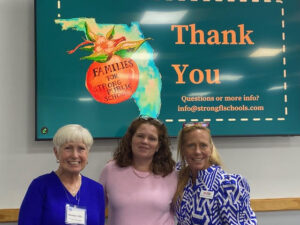 Thank
You
FAMILIES
FOR
STRONG
PUBLIC
SCHOOLS
Questions or more info?
info@strongflschools.com